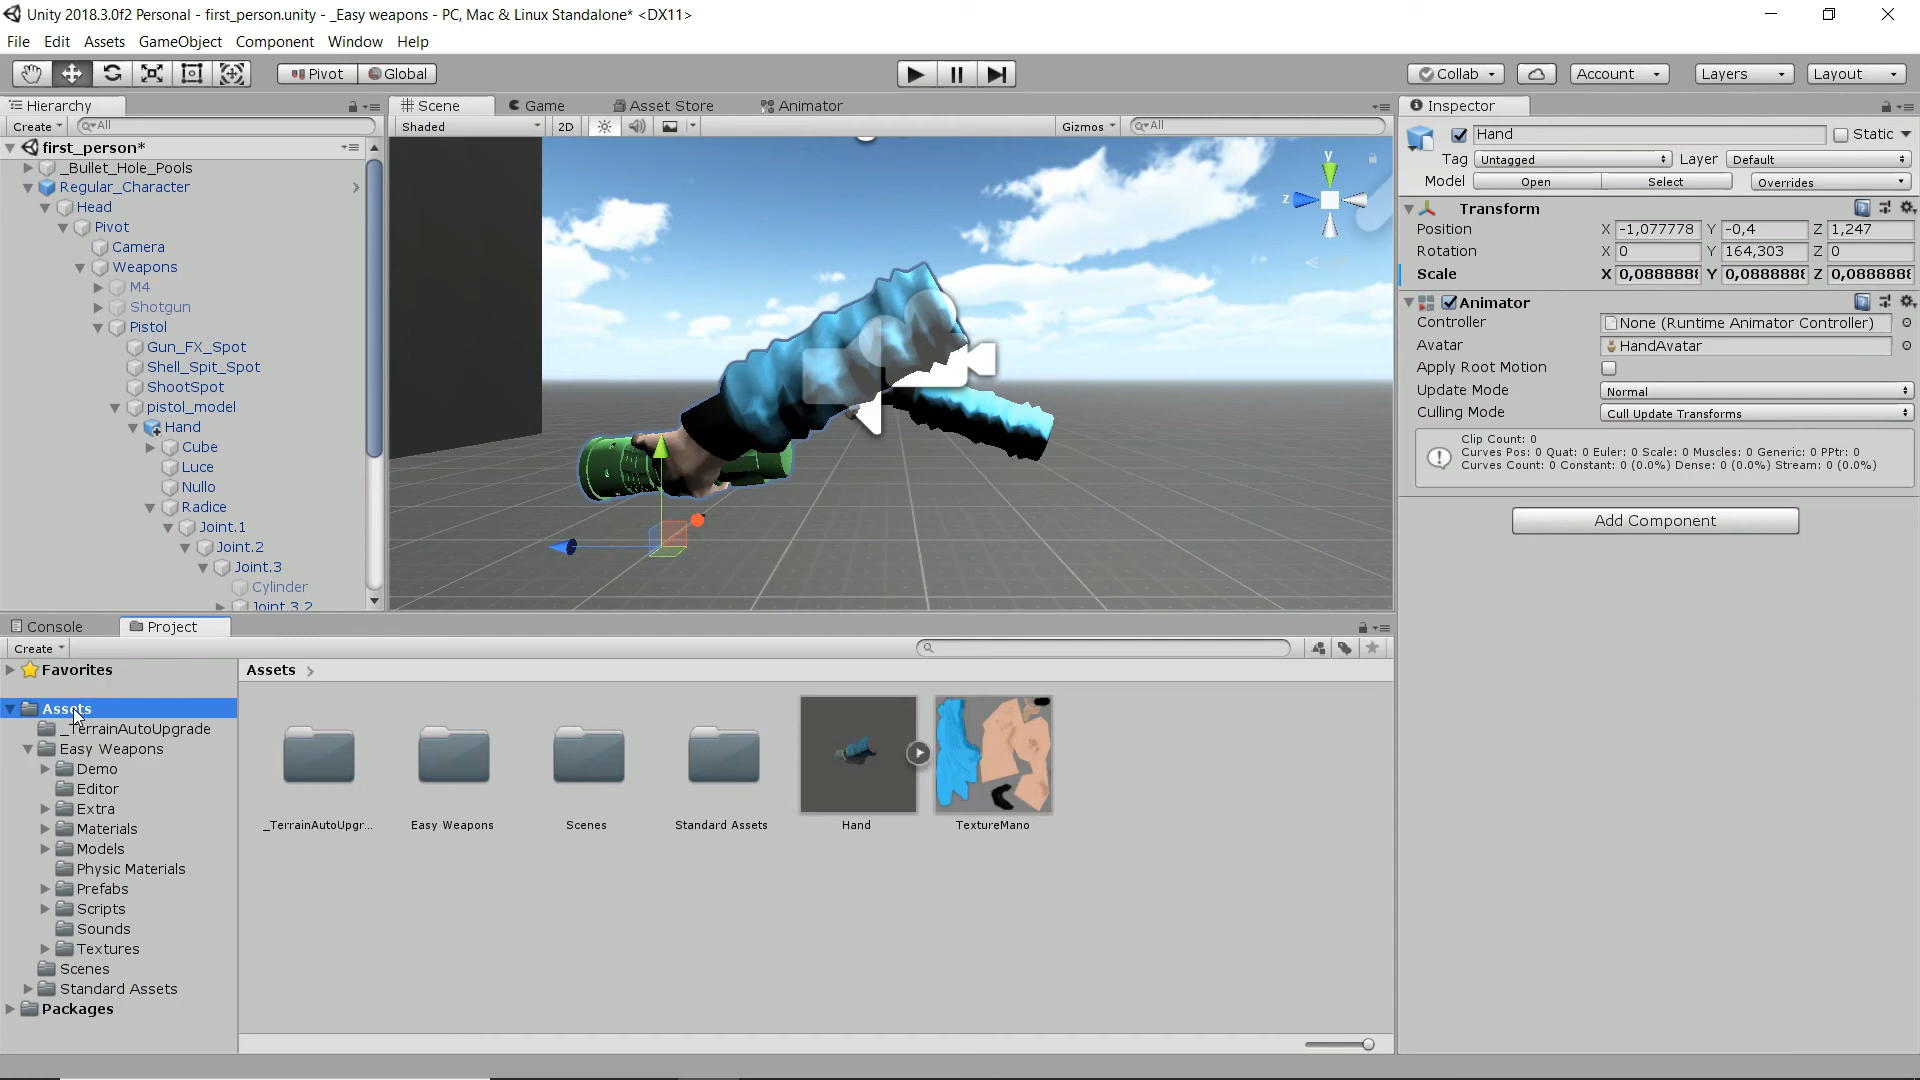 Unity 2018.3.0f2 Personal - first_person.unity - _Easy weapons - PC, Mac & Linux Standalone* <DX11>
File Edit Assets GameObject Component Window Help
Pivot Global Collab Account Layers Layout
Hierarchy
Create All
first_person*
_Bullet_Hole_Pools
Regular_Character
Head
Pivot
Camera
Weapons
M4
Shotgun
Pistol
Gun_FX_Spot
Shell_Spit_Spot
ShootSpot
pistol_model
Hand
Cube
Luce
Nullo
Radice
Joint.1
Joint.2
Joint.3
Cylinder
Joint.3.2
Scene Game Asset Store Animator
Shaded 2D Gizmos All
y
z
Inspector
Hand Static
Tag Untagged Layer Default
Model Open Select Overrides
Transform
Position X -1,077778 Y -0,4 Z 1,247
Rotation X 0 Y 164,303 Z 0
Scale X 0,0888888 Y 0,0888888 Z 0,0888888
Animator
Controller None (Runtime Animator Controller)
Avatar HandAvatar
Apply Root Motion
Update Mode Normal
Culling Mode Cull Update Transforms
Clip Count: 0
Curves Pos: 0 Quat: 0 Euler: 0 Scale: 0 Muscles: 0 Generic: 0 PPtr: 0
Curves Count: 0 Constant: 0 (0.0%) Dense: 0 (0.0%) Stream: 0 (0.0%)
Add Component
Console Project
Create
Favorites
Assets
_TerrainAutoUpgrade
Easy Weapons
Demo
Editor
Extra
Materials
Models
Physic Materials
Prefabs
Scripts
Sounds
Textures
Scenes
Standard Assets
Packages
Assets
_TerrainAutoUpgr... Easy Weapons Scenes Standard Assets Hand TextureMano